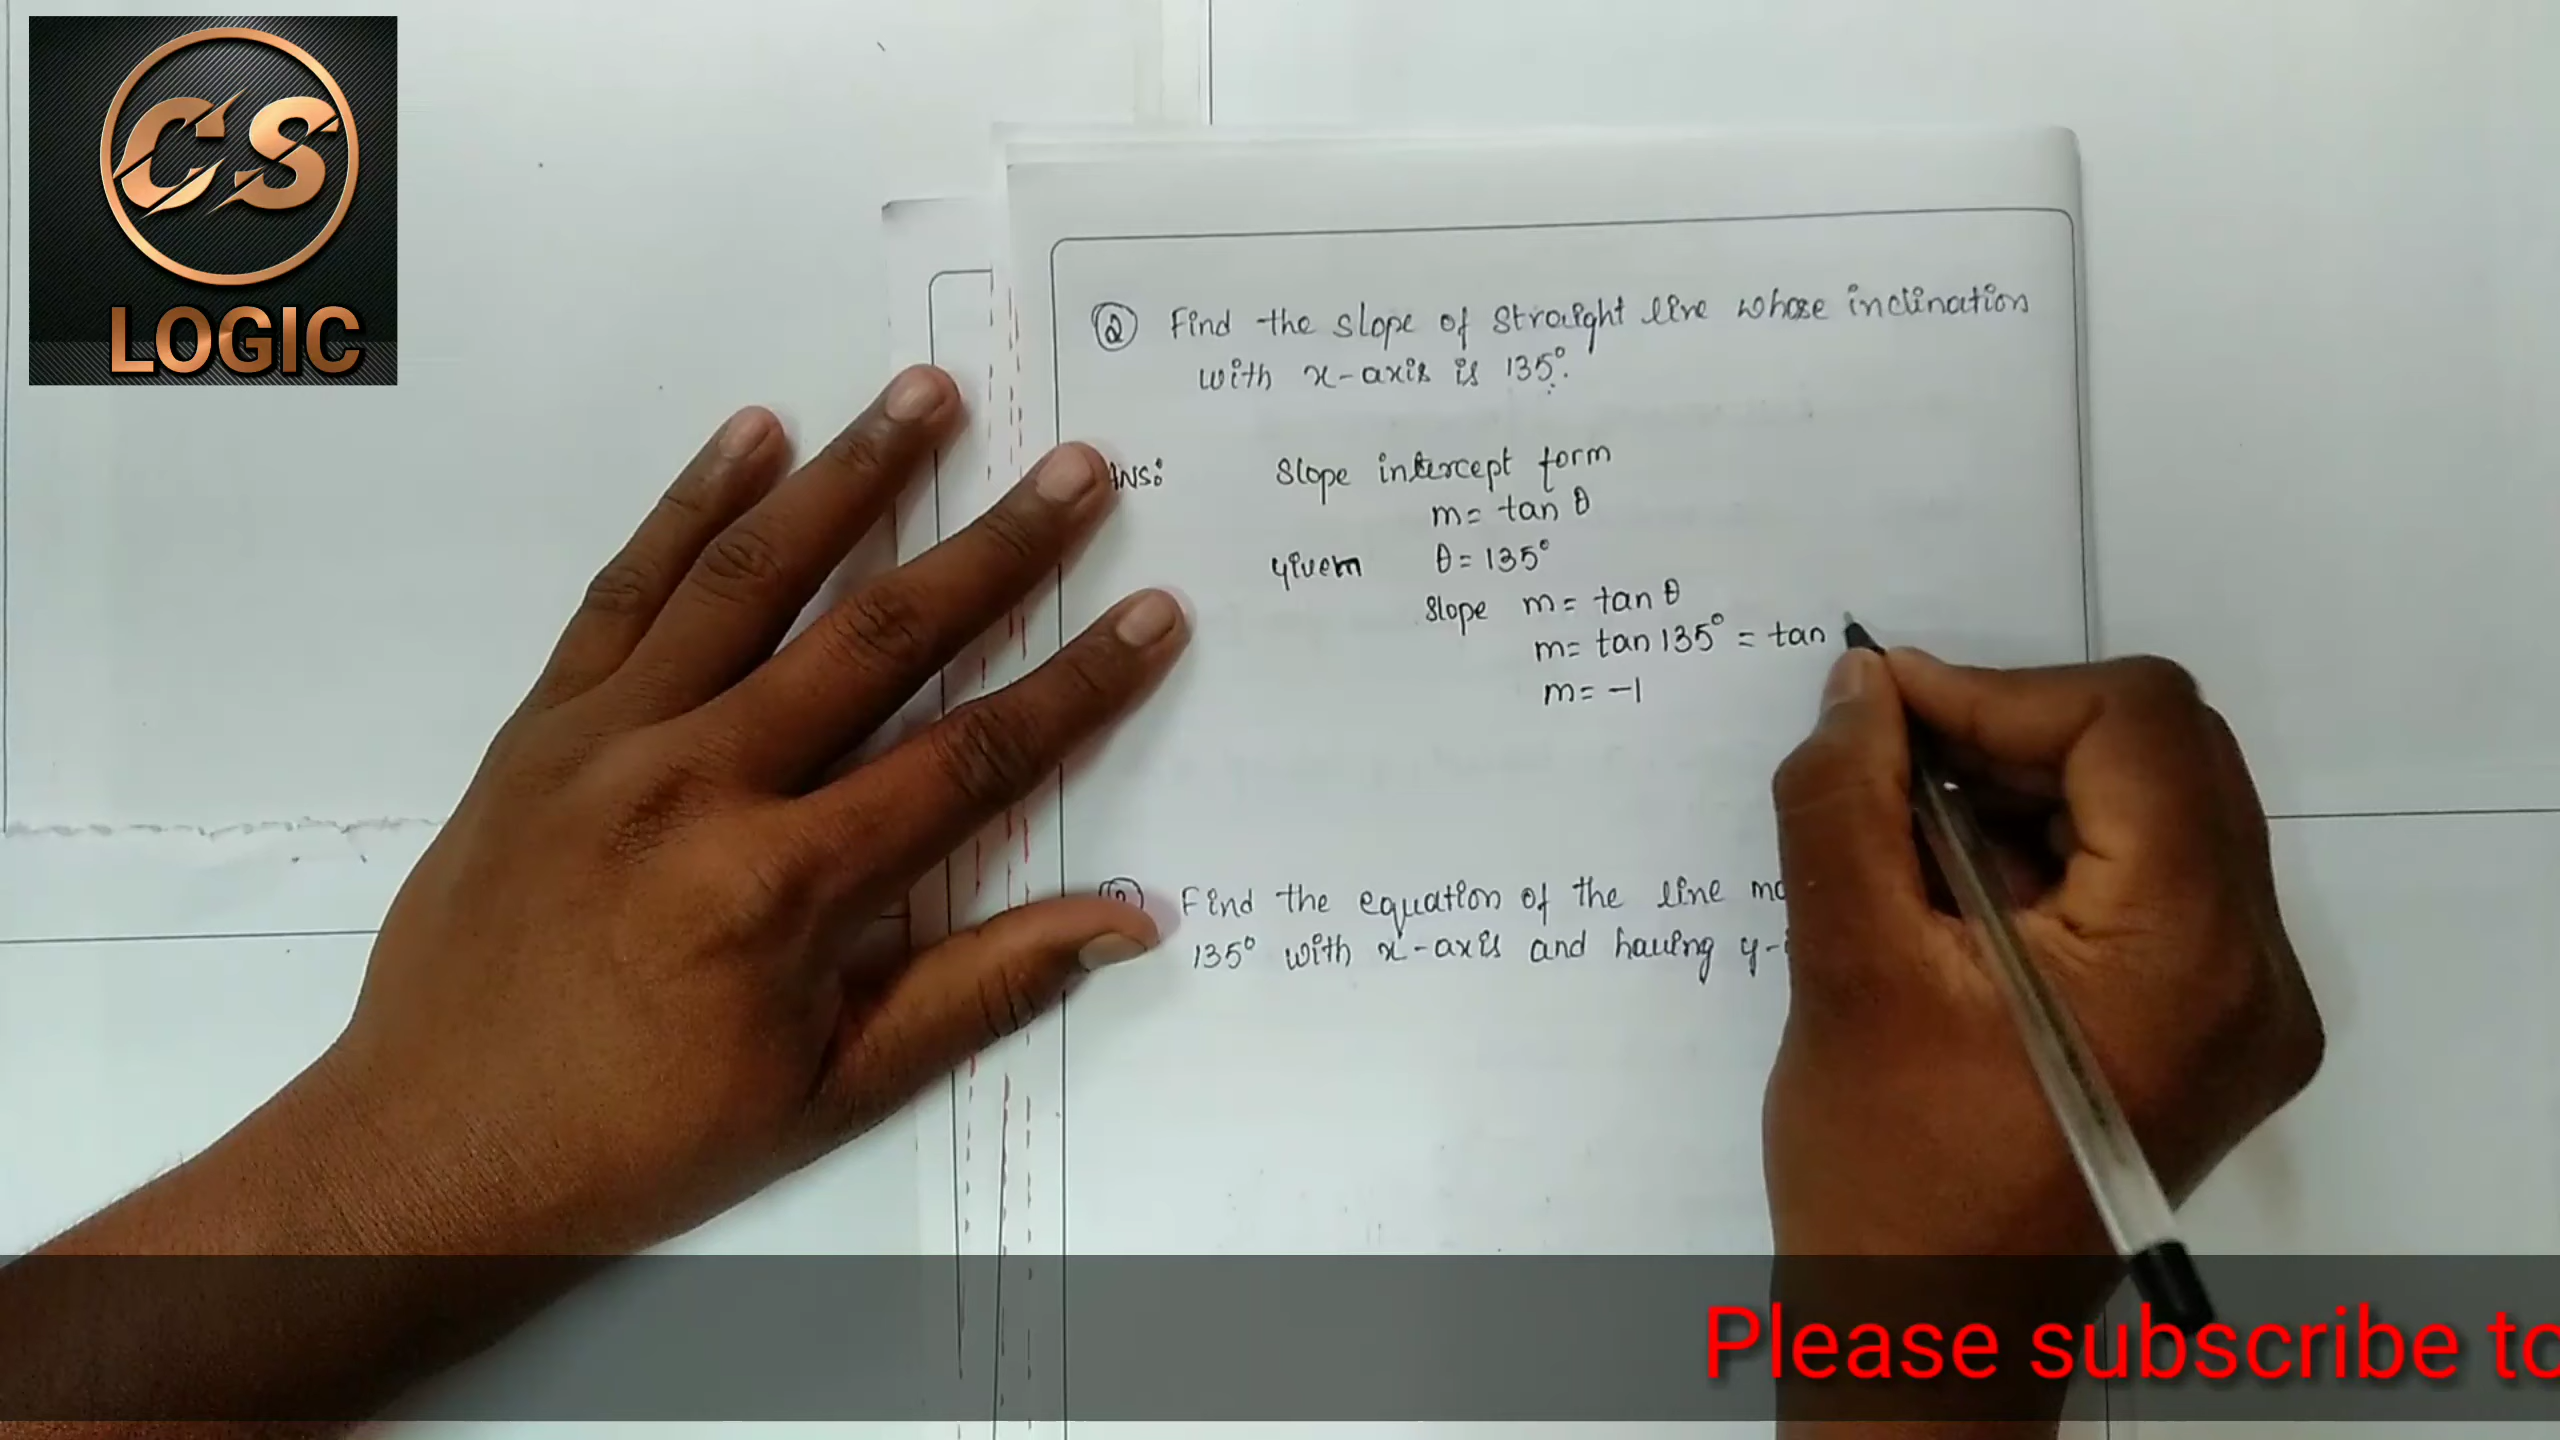 CS
LOGIC
② Find the slope of straight line whose inclination
with x-axis is 135°.
ANS: Slope intercept form
m = tan θ
given θ = 135°
slope m = tan θ
m = tan 135° = tan
m = -1
Find the equation of the line
135° with x-axis and having y-
Please subscribe to